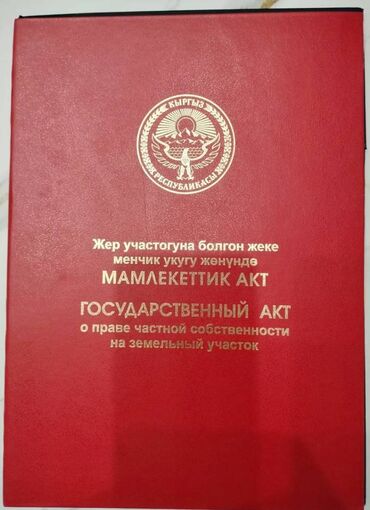 КЫРГЫЗ
РЕСПУБЛИКАСЫ
Жер участогуна болгон жеке
менчик укугу жөнүндө
МАМЛЕКЕТТИК АКТ
ГОСУДАРСТВЕННЫЙ АКТ
о праве частной собственности
на земельный участок